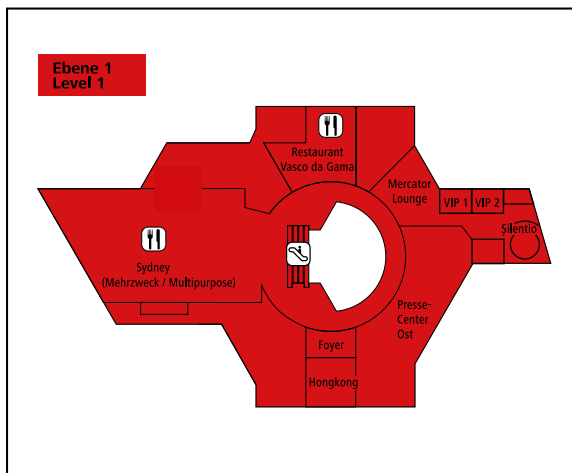 Ebene 1
Level 1
Restaurant
Vasco da Gama
Mercator
Lounge
VIP 1
VIP 2
Silentio
Sydney
(Mehrzweck / Multipurpose)
Presse-
Center
Ost
Foyer
Hongkong